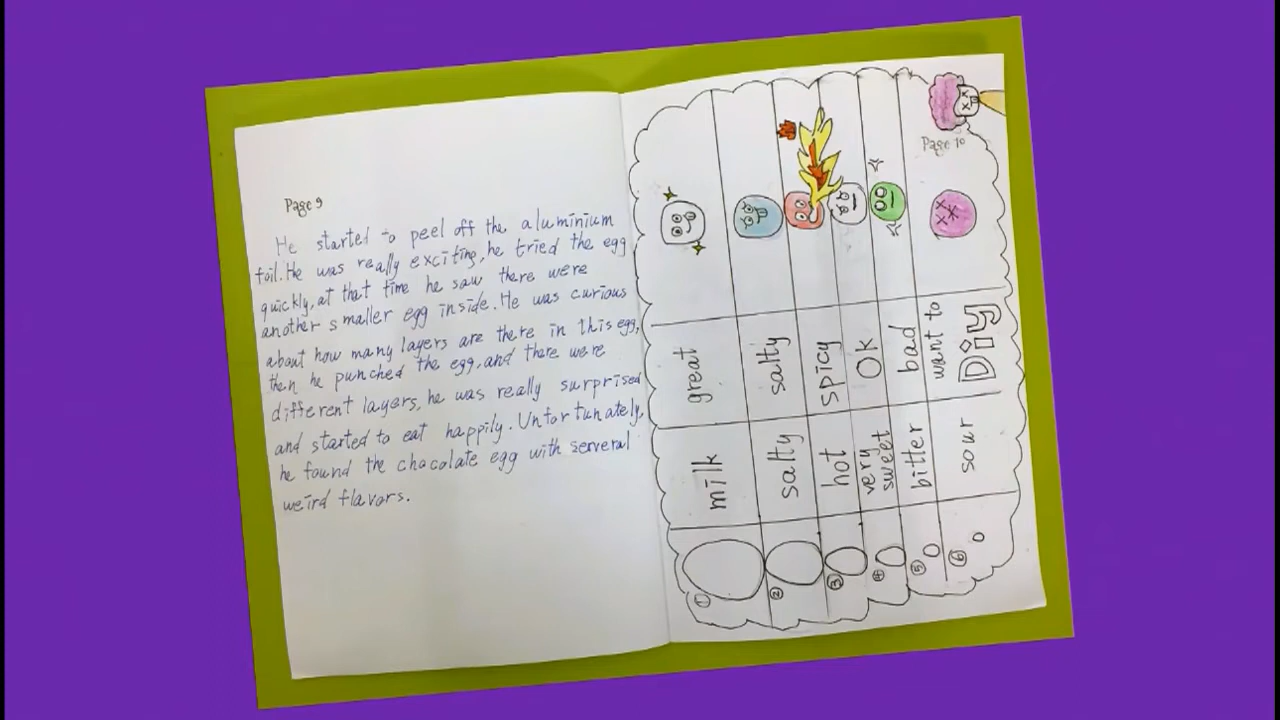 Page 9
He started to peel off the aluminium
foil. He was really exciting, he tried the egg
quickly, at that time he saw there were
another smaller egg inside. He was curious
about how many layers are there in this egg,
then he punched the egg, and there were
different layers, he was really surprised
and started to eat happily. Unfortunately,
he found the chocolate egg with serveral
weird flavors.
Page 10
① milk great
② salty salty
③ hot spicy
④ very sweet Ok
⑤ bitter bad
⑥ sour want to Diy